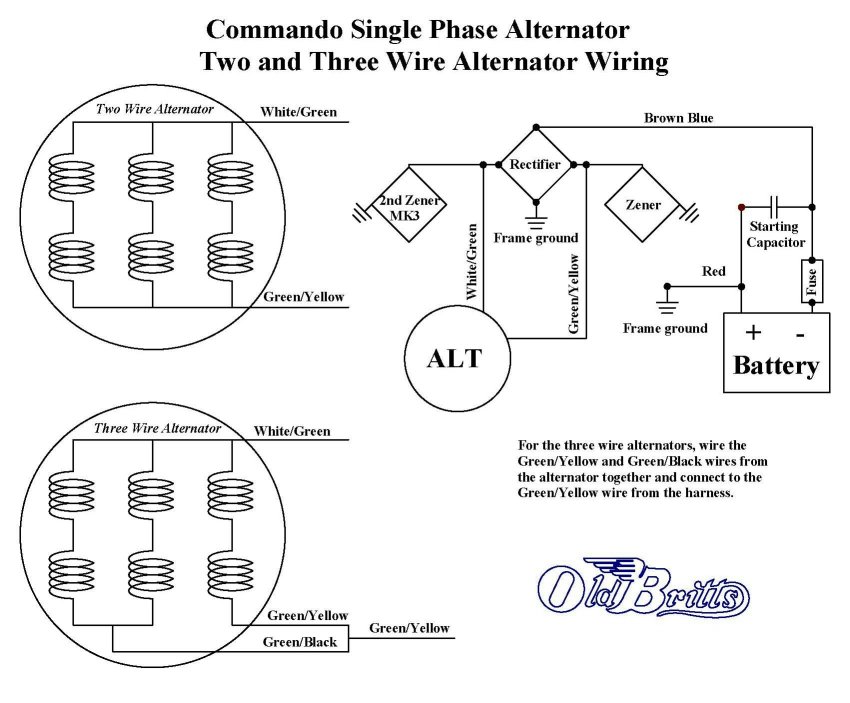 Commando Single Phase Alternator
Two and Three Wire Alternator Wiring
Two Wire Alternator
White/Green
Green/Yellow
Brown Blue
Rectifier
2nd Zener
MK3
Zener
Frame ground
Starting
Capacitor
White/Green
Green/Yellow
Red
Fuse
Frame ground
+ -
Battery
ALT
Three Wire Alternator
White/Green
Green/Yellow
Green/Black
Green/Yellow
For the three wire alternators, wire the
Green/Yellow and Green/Black wires from
the alternator together and connect to the
Green/Yellow wire from the harness.
Old Britts